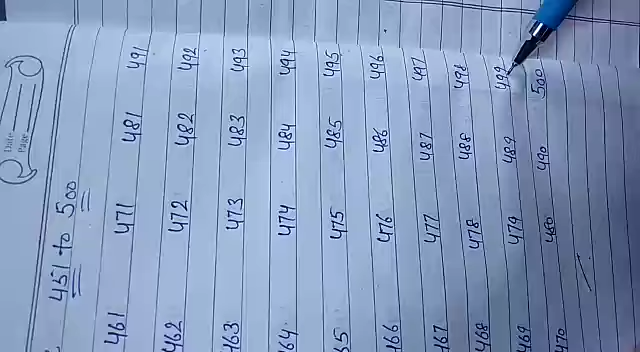 Date
Page
451 to 500
461 471 481 491
462 472 482 492
463 473 483 493
464 474 484 494
465 475 485 495
466 476 486 496
467 477 487 497
468 478 488 498
469 479 489 499
470 480 490 500